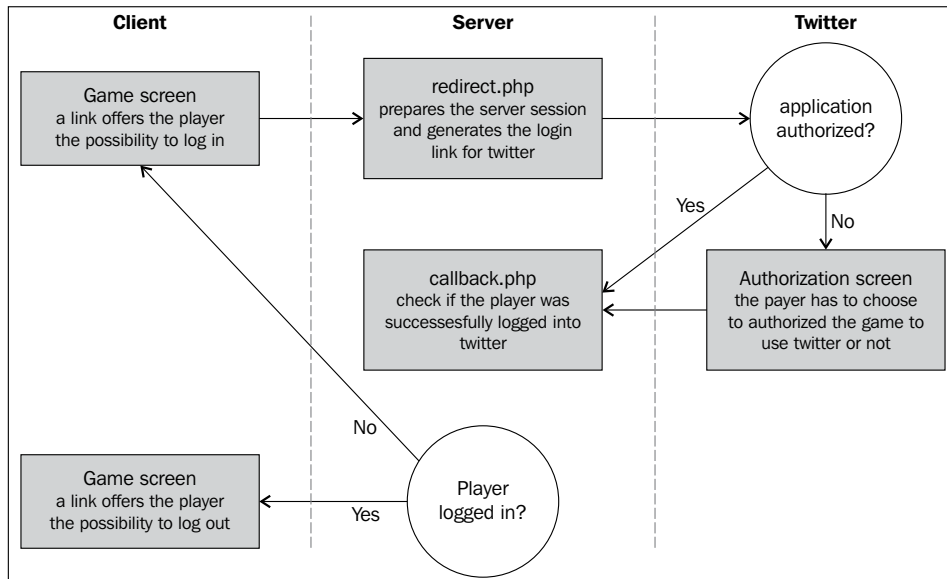 Client
Server
Twitter
Game screen
a link offers the player
the possibility to log in
redirect.php
prepares the server session
and generates the login
link for twitter
application
authorized?
Yes
No
callback.php
check if the player was
successesfully logged into
twitter
Authorization screen
the payer has to choose
to authorized the game to
use twitter or not
No
Game screen
a link offers the player
the possibility to log out
Yes
Player
logged in?